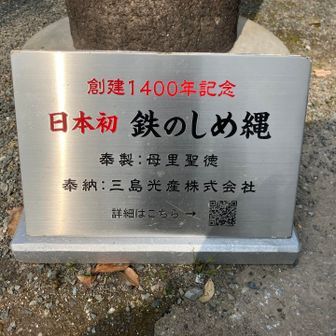 創建1400年記念
日本初 鉄のしめ縄
奉製:母里聖徳
奉納:三島光産株式会社
詳細はこちら →